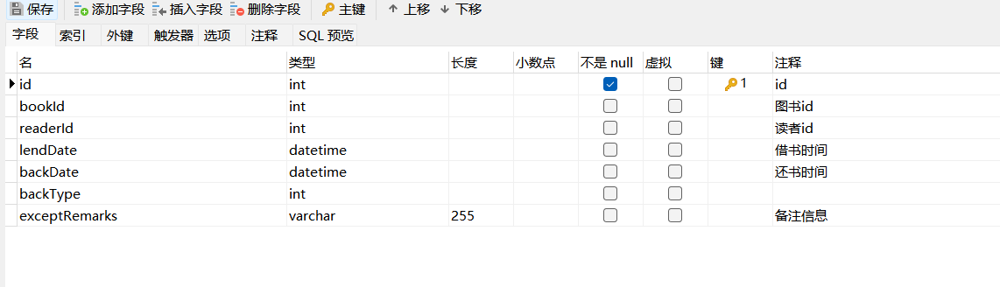 保存 添加字段 插入字段 删除字段 主键 上移 下移
字段 索引 外键 触发器 选项 注释 SQL 预览
名 类型 长度 小数点 不是 null 虚拟 键 注释
id int 1 id
bookId int 图书id
readerId int 读者id
lendDate datetime 借书时间
backDate datetime 还书时间
backType int
exceptRemarks varchar 255 备注信息